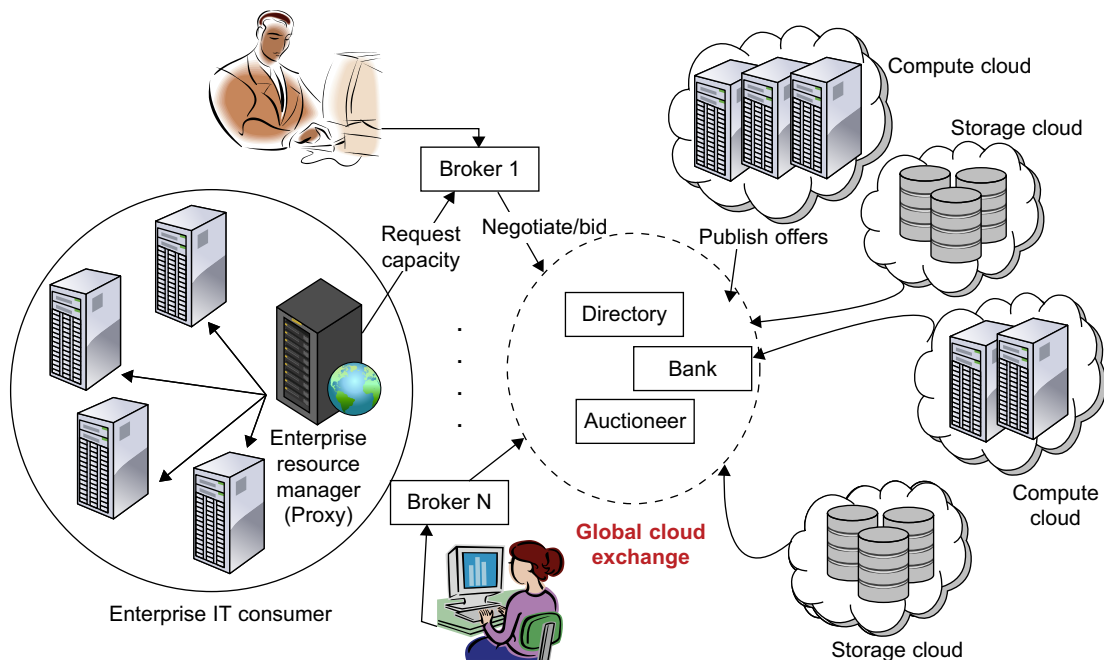 Compute cloud
Storage cloud
Broker 1
Request
capacity
Negotiate/bid
Publish offers
Directory
Bank
Auctioneer
Enterprise
resource
manager
(Proxy)
Broker N
Global cloud
exchange
Compute
cloud
Enterprise IT consumer
Storage cloud